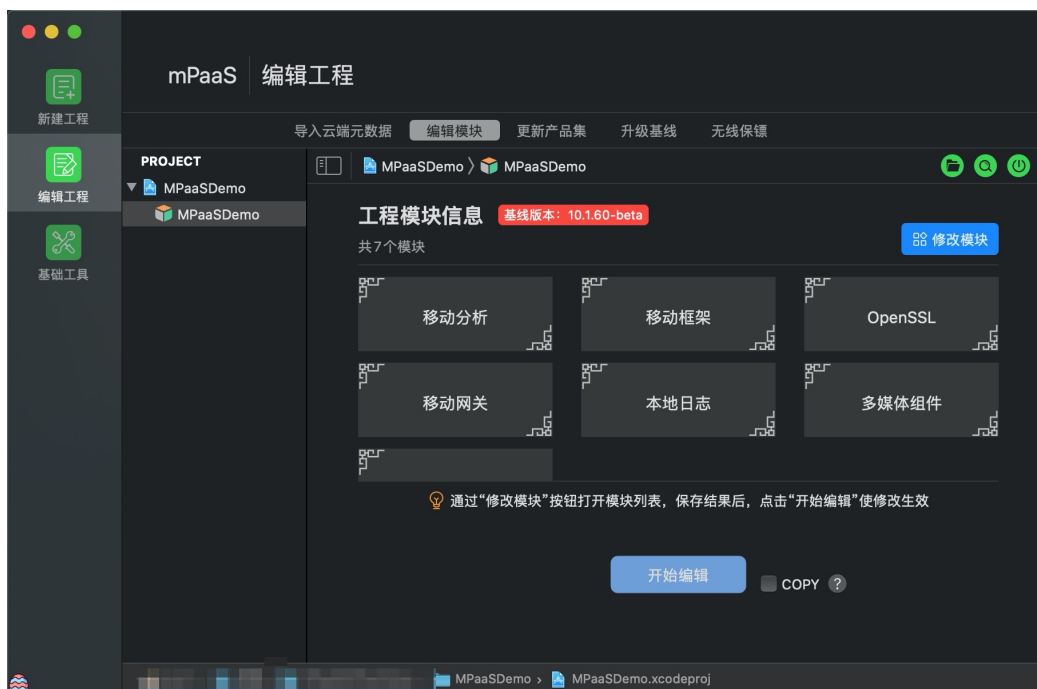 mPaaS 编辑工程
新建工程
编辑工程
基础工具
导入云端元数据 编辑模块 更新产品集 升级基线 无线保镖
PROJECT
MPaaSDemo
MPaaSDemo
MPaaSDemo 〉 MPaaSDemo
工程模块信息 基线版本：10.1.60-beta
共7个模块
修改模块
移动分析 移动框架 OpenSSL
移动网关 本地日志 多媒体组件
通过“修改模块”按钮打开模块列表，保存结果后，点击“开始编辑”使修改生效
开始编辑 COPY ?
MPaaSDemo › MPaaSDemo.xcodeproj